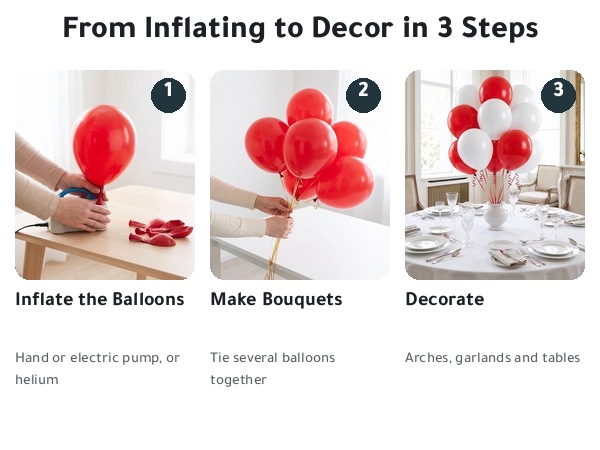 From Inflating to Decor in 3 Steps
1
2
3
Inflate the Balloons
Make Bouquets
Decorate
Hand or electric pump, or
helium
Tie several balloons
together
Arches, garlands and tables